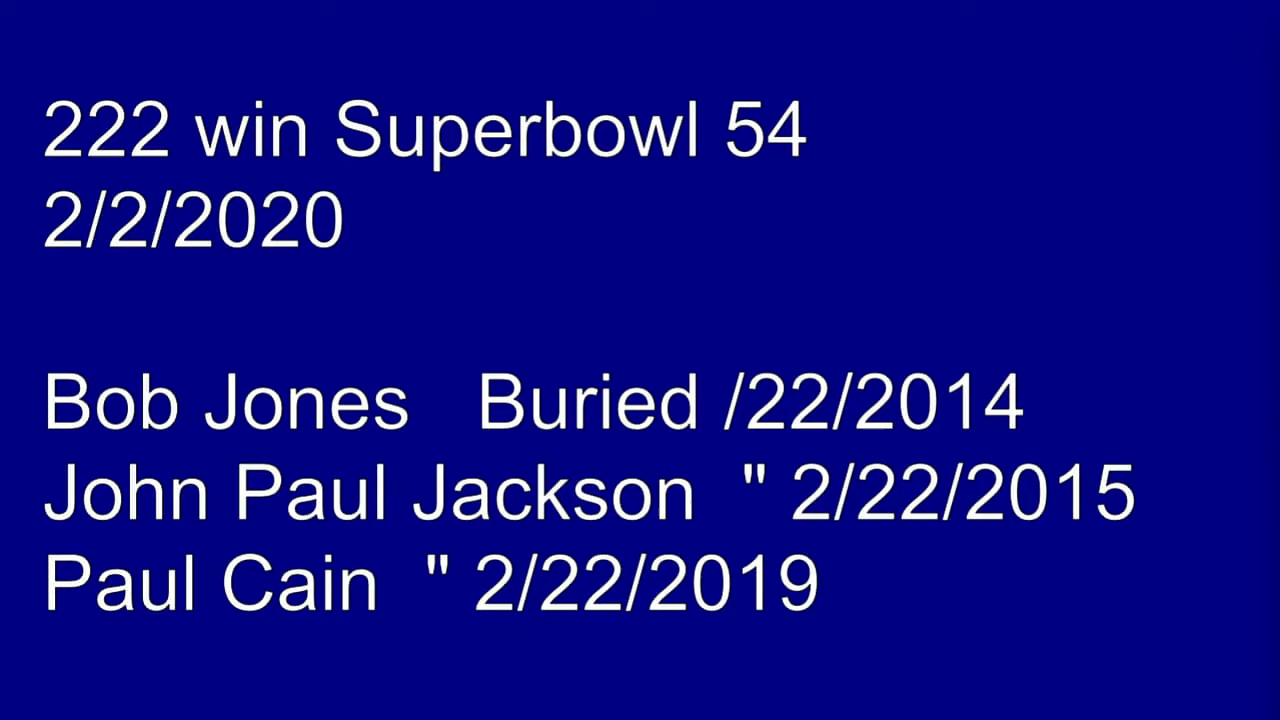 222 win Superbowl 54
2/2/2020
Bob Jones Buried /22/2014
John Paul Jackson " 2/22/2015
Paul Cain " 2/22/2019